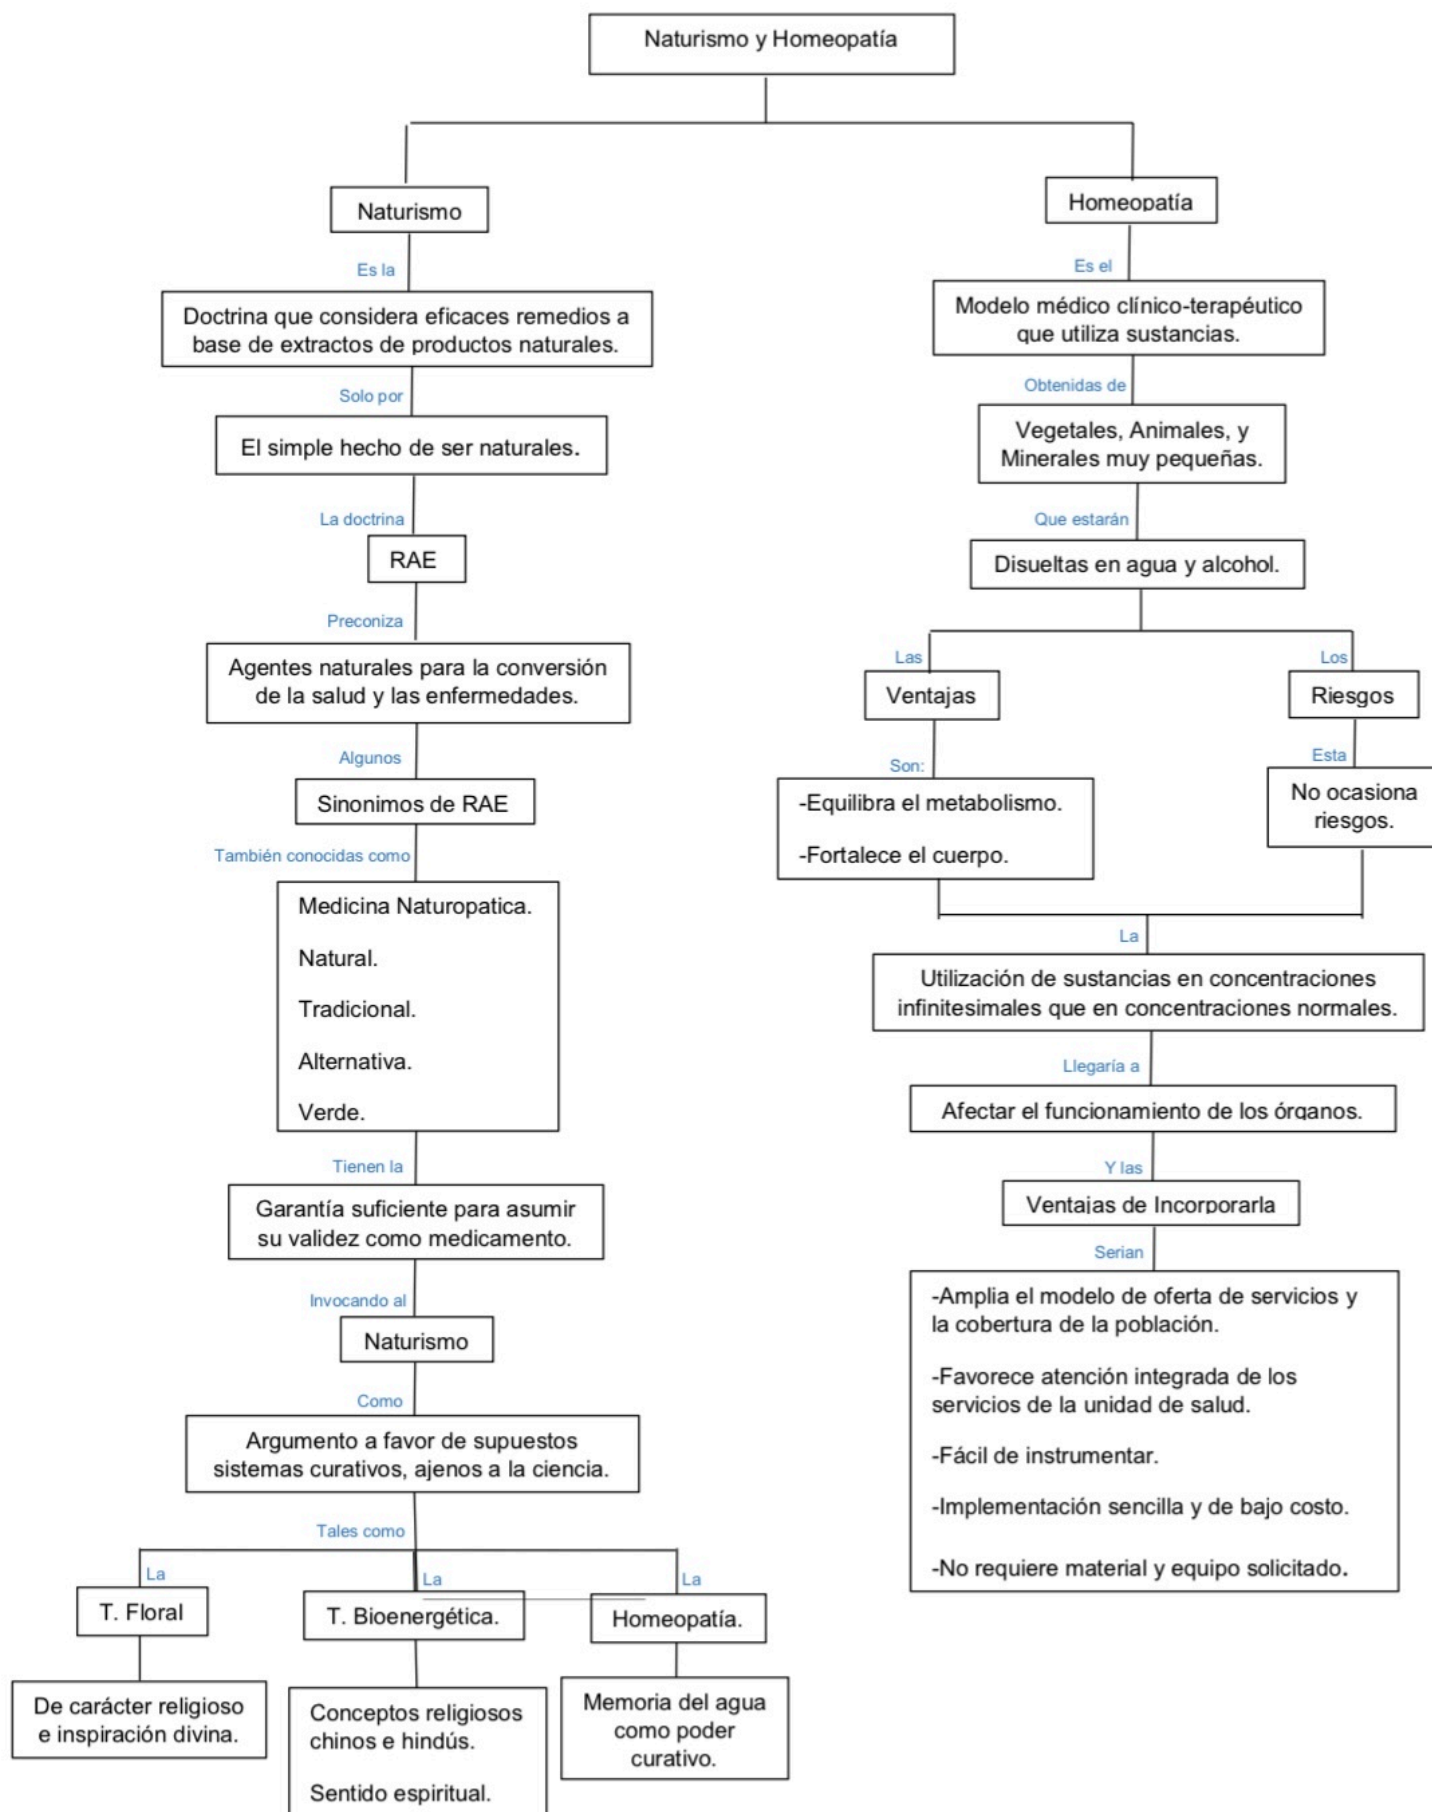 Naturismo y Homeopatía
Naturismo
Es la
Doctrina que considera eficaces remedios a
base de extractos de productos naturales.
Solo por
El simple hecho de ser naturales.
La doctrina
RAE
Preconiza
Agentes naturales para la conversión
de la salud y las enfermedades.
Algunos
Sinonimos de RAE
También conocidas como
Medicina Naturopatica.
Natural.
Tradicional.
Alternativa.
Verde.
Tienen la
Garantía suficiente para asumir
su validez como medicamento.
Invocando al
Naturismo
Como
Argumento a favor de supuestos
sistemas curativos, ajenos a la ciencia.
Tales como
La
T. Floral
De carácter religioso
e inspiración divina.
La
T. Bioenergética.
Conceptos religiosos
chinos e hindús.
Sentido espiritual.
La
Homeopatía.
Memoria del agua
como poder
curativo.
Homeopatía
Es el
Modelo médico clínico-terapéutico
que utiliza sustancias.
Obtenidas de
Vegetales, Animales, y
Minerales muy pequeñas.
Que estarán
Disueltas en agua y alcohol.
Las
Ventajas
Son:
-Equilibra el metabolismo.
-Fortalece el cuerpo.
Los
Riesgos
Esta
No ocasiona
riesgos.
La
Utilización de sustancias en concentraciones
infinitesimales que en concentraciones normales.
Llegaría a
Afectar el funcionamiento de los órganos.
Y las
Ventajas de Incorporarla
Serian
-Amplia el modelo de oferta de servicios y
la cobertura de la población.
-Favorece atención integrada de los
servicios de la unidad de salud.
-Fácil de instrumentar.
-Implementación sencilla y de bajo costo.
-No requiere material y equipo solicitado.